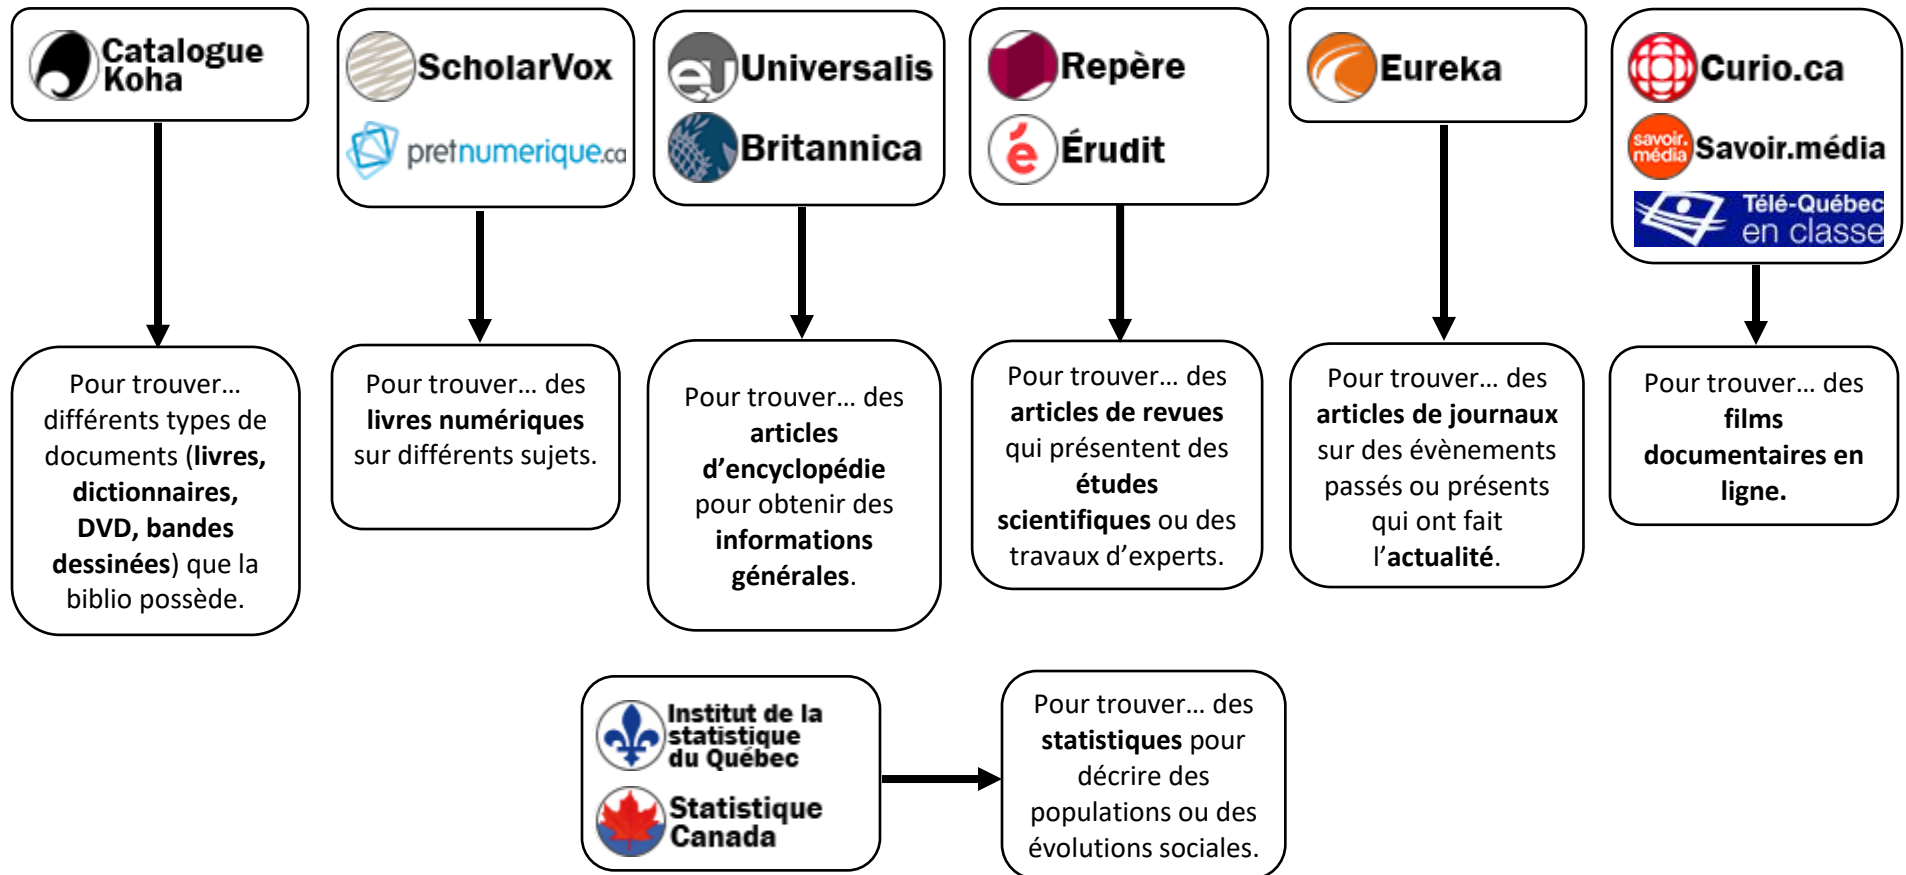 Catalogue
Koha
ScholarVox
pretnumerique.ca
eu Universalis
Britannica
Repère
é Érudit
Eureka
Curio.ca
savoir.
média
Savoir.média
Télé-Québec
en classe
Pour trouver...
différents types de
documents (livres,
dictionnaires,
DVD, bandes
dessinées) que la
biblio possède.
Pour trouver... des
livres numériques
sur différents sujets.
Pour trouver... des
articles
d’encyclopédie
pour obtenir des
informations
générales.
Pour trouver... des
articles de revues
qui présentent des
études
scientifiques ou des
travaux d’experts.
Pour trouver... des
articles de journaux
sur des évènements
passés ou présents
qui ont fait
l’actualité.
Pour trouver... des
films
documentaires en
ligne.
Institut de la
statistique
du Québec
Statistique
Canada
Pour trouver... des
statistiques pour
décrire des
populations ou des
évolutions sociales.